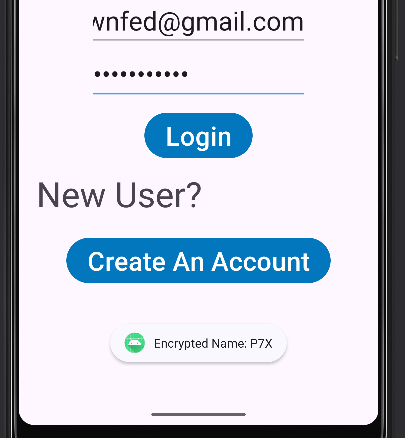 wnfed@gmail.com
•••••••••••
Login
New User?
Create An Account
Encrypted Name: P7X